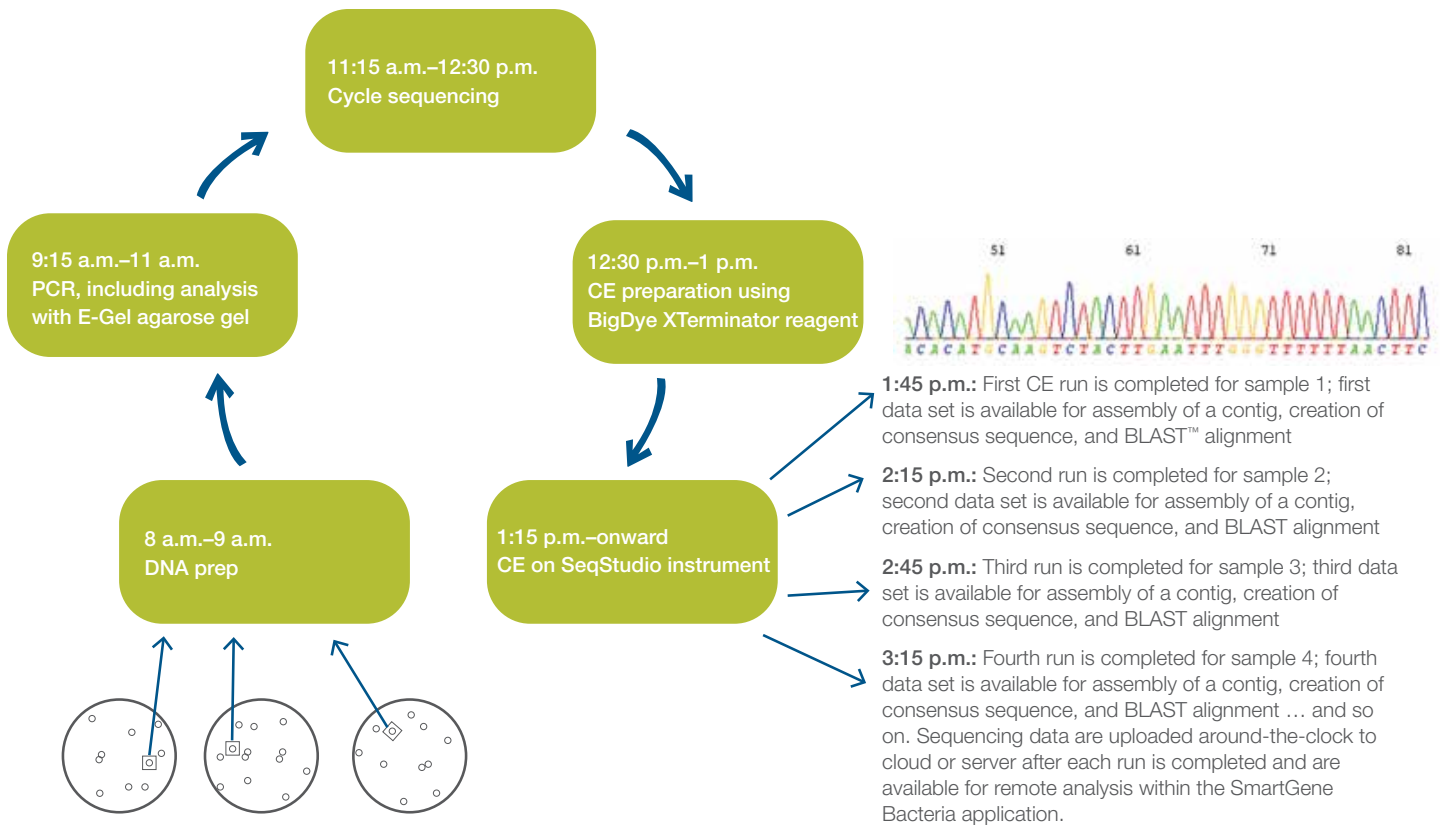 11:15 a.m.–12:30 p.m.
Cycle sequencing
9:15 a.m.–11 a.m.
PCR, including analysis
with E-Gel agarose gel
12:30 p.m.–1 p.m.
CE preparation using
BigDye XTerminator reagent
8 a.m.–9 a.m.
DNA prep
1:15 p.m.–onward
CE on SeqStudio instrument
51 61 71 81
ACACATGCAAGTCTACTTGAATTTGGGTTTTTTAACTTC
1:45 p.m.: First CE run is completed for sample 1; first
data set is available for assembly of a contig, creation of
consensus sequence, and BLAST™ alignment
2:15 p.m.: Second run is completed for sample 2;
second data set is available for assembly of a contig,
creation of consensus sequence, and BLAST alignment
2:45 p.m.: Third run is completed for sample 3; third data
set is available for assembly of a contig, creation of
consensus sequence, and BLAST alignment
3:15 p.m.: Fourth run is completed for sample 4; fourth
data set is available for assembly of a contig, creation of
consensus sequence, and BLAST alignment … and so
on. Sequencing data are uploaded around-the-clock to
cloud or server after each run is completed and are
available for remote analysis within the SmartGene
Bacteria application.